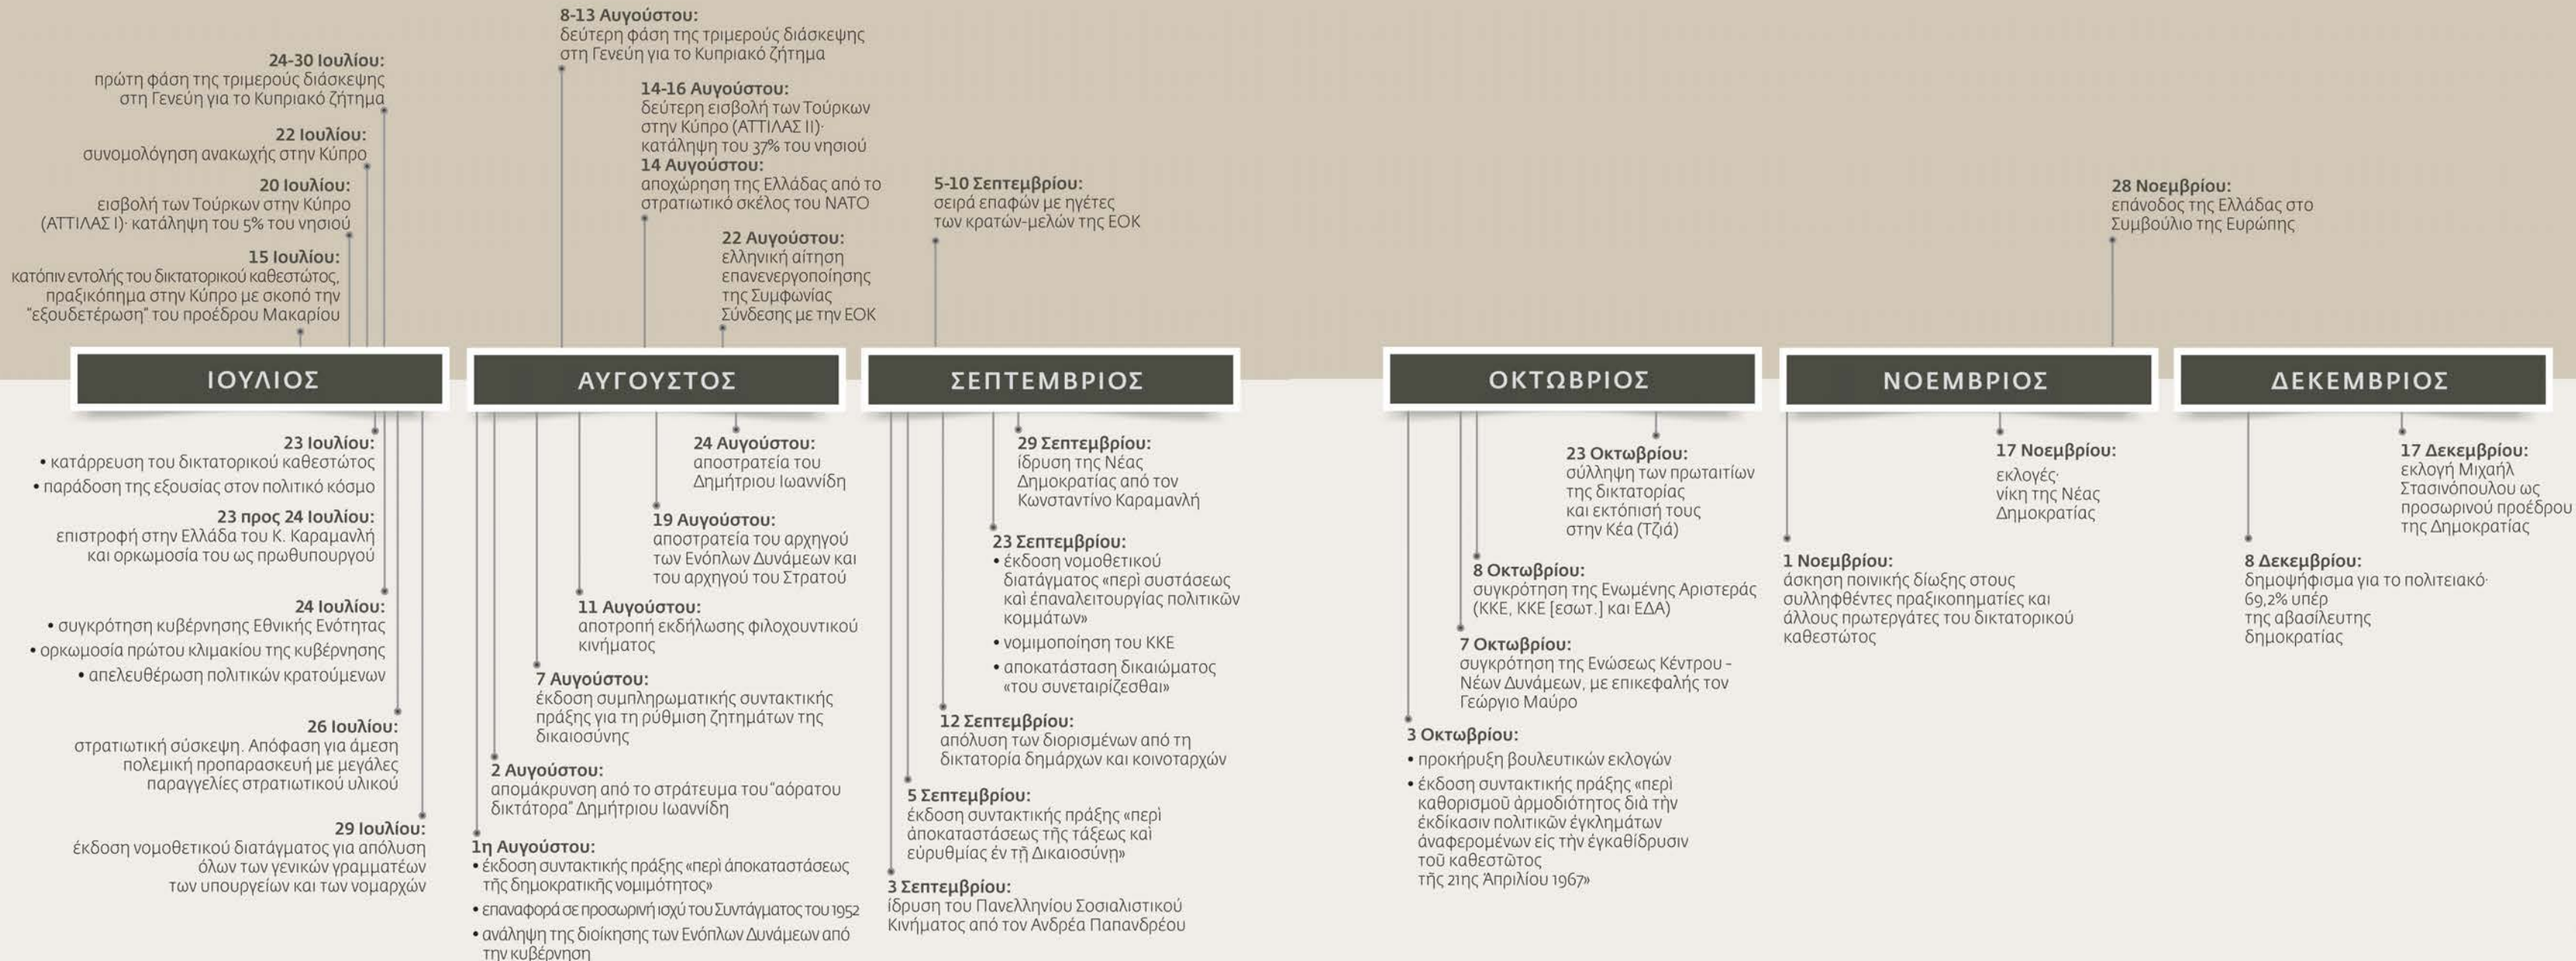 24-30 Ιουλίου:
πρώτη φάση της τριμερούς διάσκεψης
στη Γενεύη για το Κυπριακό ζήτημα
22 Ιουλίου:
συνομολόγηση ανακωχής στην Κύπρο
20 Ιουλίου:
εισβολή των Τούρκων στην Κύπρο
(ΑΤΤΙΛΑΣ Ι)· κατάληψη του 5% του νησιού
15 Ιουλίου:
κατόπιν εντολής του δικτατορικού καθεστώτος,
πραξικόπημα στην Κύπρο με σκοπό την
"εξουδετέρωση" του προέδρου Μακαρίου
8-13 Αυγούστου:
δεύτερη φάση της τριμερούς διάσκεψης
στη Γενεύη για το Κυπριακό ζήτημα
14-16 Αυγούστου:
δεύτερη εισβολή των Τούρκων
στην Κύπρο (ΑΤΤΙΛΑΣ ΙΙ)·
κατάληψη του 37% του νησιού
14 Αυγούστου:
αποχώρηση της Ελλάδας από το
στρατιωτικό σκέλος του ΝΑΤΟ
22 Αυγούστου:
ελληνική αίτηση
επανενεργοποίησης
της Συμφωνίας
Σύνδεσης με την ΕΟΚ
5-10 Σεπτεμβρίου:
σειρά επαφών με ηγέτες
των κρατών-μελών της ΕΟΚ
28 Νοεμβρίου:
επάνοδος της Ελλάδας στο
Συμβούλιο της Ευρώπης
ΙΟΥΛΙΟΣ
ΑΥΓΟΥΣΤΟΣ
ΣΕΠΤΕΜΒΡΙΟΣ
ΟΚΤΩΒΡΙΟΣ
ΝΟΕΜΒΡΙΟΣ
ΔΕΚΕΜΒΡΙΟΣ
23 Ιουλίου:
• κατάρρευση του δικτατορικού καθεστώτος
• παράδοση της εξουσίας στον πολιτικό κόσμο
23 προς 24 Ιουλίου:
επιστροφή στην Ελλάδα του Κ. Καραμανλή
και ορκωμοσία του ως πρωθυπουργού
24 Ιουλίου:
• συγκρότηση κυβέρνησης Εθνικής Ενότητας
• ορκωμοσία πρώτου κλιμακίου της κυβέρνησης
• απελευθέρωση πολιτικών κρατούμενων
26 Ιουλίου:
στρατιωτική σύσκεψη. Απόφαση για άμεση
πολεμική προπαρασκευή με μεγάλες
παραγγελίες στρατιωτικού υλικού
29 Ιουλίου:
έκδοση νομοθετικού διατάγματος για απόλυση
όλων των γενικών γραμματέων
των υπουργείων και των νομαρχών
24 Αυγούστου:
αποστρατεία του
Δημήτριου Ιωαννίδη
19 Αυγούστου:
αποστρατεία του αρχηγού
των Ενόπλων Δυνάμεων και
του αρχηγού του Στρατού
11 Αυγούστου:
αποτροπή εκδήλωσης φιλοχουντικού
κινήματος
7 Αυγούστου:
έκδοση συμπληρωματικής συντακτικής
πράξης για τη ρύθμιση ζητημάτων της
δικαιοσύνης
2 Αυγούστου:
απομάκρυνση από το στράτευμα του "αόρατου
δικτάτορα" Δημήτριου Ιωαννίδη
1η Αυγούστου:
• έκδοση συντακτικής πράξης «περὶ ἀποκαταστάσεως
τῆς δημοκρατικῆς νομιμότητος»
• επαναφορά σε προσωρινή ισχύ του Συντάγματος του 1952
• ανάληψη της διοίκησης των Ενόπλων Δυνάμεων από
την κυβέρνηση
29 Σεπτεμβρίου:
ίδρυση της Νέας
Δημοκρατίας από τον
Κωνσταντίνο Καραμανλή
23 Σεπτεμβρίου:
• έκδοση νομοθετικού
διατάγματος «περὶ συστάσεως
καὶ ἐπαναλειτουργίας πολιτικῶν
κομμάτων»
• νομιμοποίηση του ΚΚΕ
• αποκατάσταση δικαιώματος
«του συνεταιρίζεσθαι»
12 Σεπτεμβρίου:
απόλυση των διορισμένων από τη
δικτατορία δημάρχων και κοινοταρχών
5 Σεπτεμβρίου:
έκδοση συντακτικής πράξης «περὶ
ἀποκαταστάσεως τῆς τάξεως καὶ
εὐρυθμίας ἐν τῇ Δικαιοσύνῃ»
3 Σεπτεμβρίου:
ίδρυση του Πανελληνίου Σοσιαλιστικού
Κινήματος από τον Ανδρέα Παπανδρέου
23 Οκτωβρίου:
σύλληψη των πρωταιτίων
της δικτατορίας
και εκτόπισή τους
στην Κέα (Τζιά)
8 Οκτωβρίου:
συγκρότηση της Ενωμένης Αριστεράς
(ΚΚΕ, ΚΚΕ [εσωτ.] και ΕΔΑ)
7 Οκτωβρίου:
συγκρότηση της Ενώσεως Κέντρου -
Νέων Δυνάμεων, με επικεφαλής τον
Γεώργιο Μαύρο
3 Οκτωβρίου:
• προκήρυξη βουλευτικών εκλογών
• έκδοση συντακτικής πράξης «περὶ
καθορισμοῦ ἁρμοδιότητος διὰ τὴν
ἐκδίκασιν πολιτικῶν ἐγκλημάτων
ἀναφερομένων εἰς τὴν ἐγκαθίδρυσιν
τοῦ καθεστῶτος
τῆς 21ης Ἀπριλίου 1967»
17 Νοεμβρίου:
εκλογές·
νίκη της Νέας
Δημοκρατίας
1 Νοεμβρίου:
άσκηση ποινικής δίωξης στους
συλληφθέντες πραξικοπηματίες και
άλλους πρωτεργάτες του δικτατορικού
καθεστώτος
17 Δεκεμβρίου:
εκλογή Μιχαήλ
Στασινόπουλου ως
προσωρινού προέδρου
της Δημοκρατίας
8 Δεκεμβρίου:
δημοψήφισμα για το πολιτειακό·
69,2% υπέρ
της αβασίλευτης
δημοκρατίας